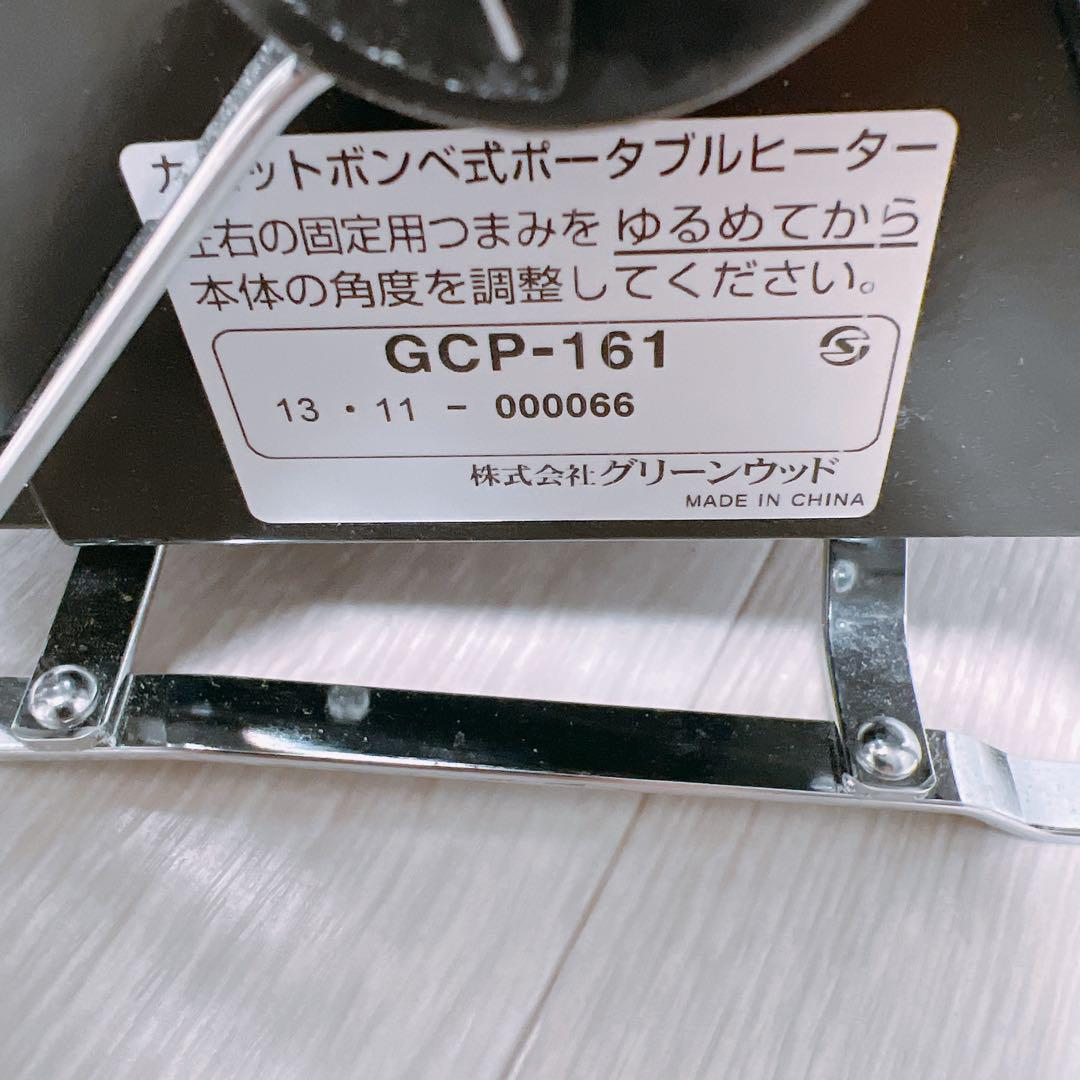 カセットボンベ式ポータブルヒーター
左右の固定用つまみをゆるめてから
本体の角度を調整してください。
GCP-161
13・11 - 000066
株式会社グリーンウッド
MADE IN CHINA